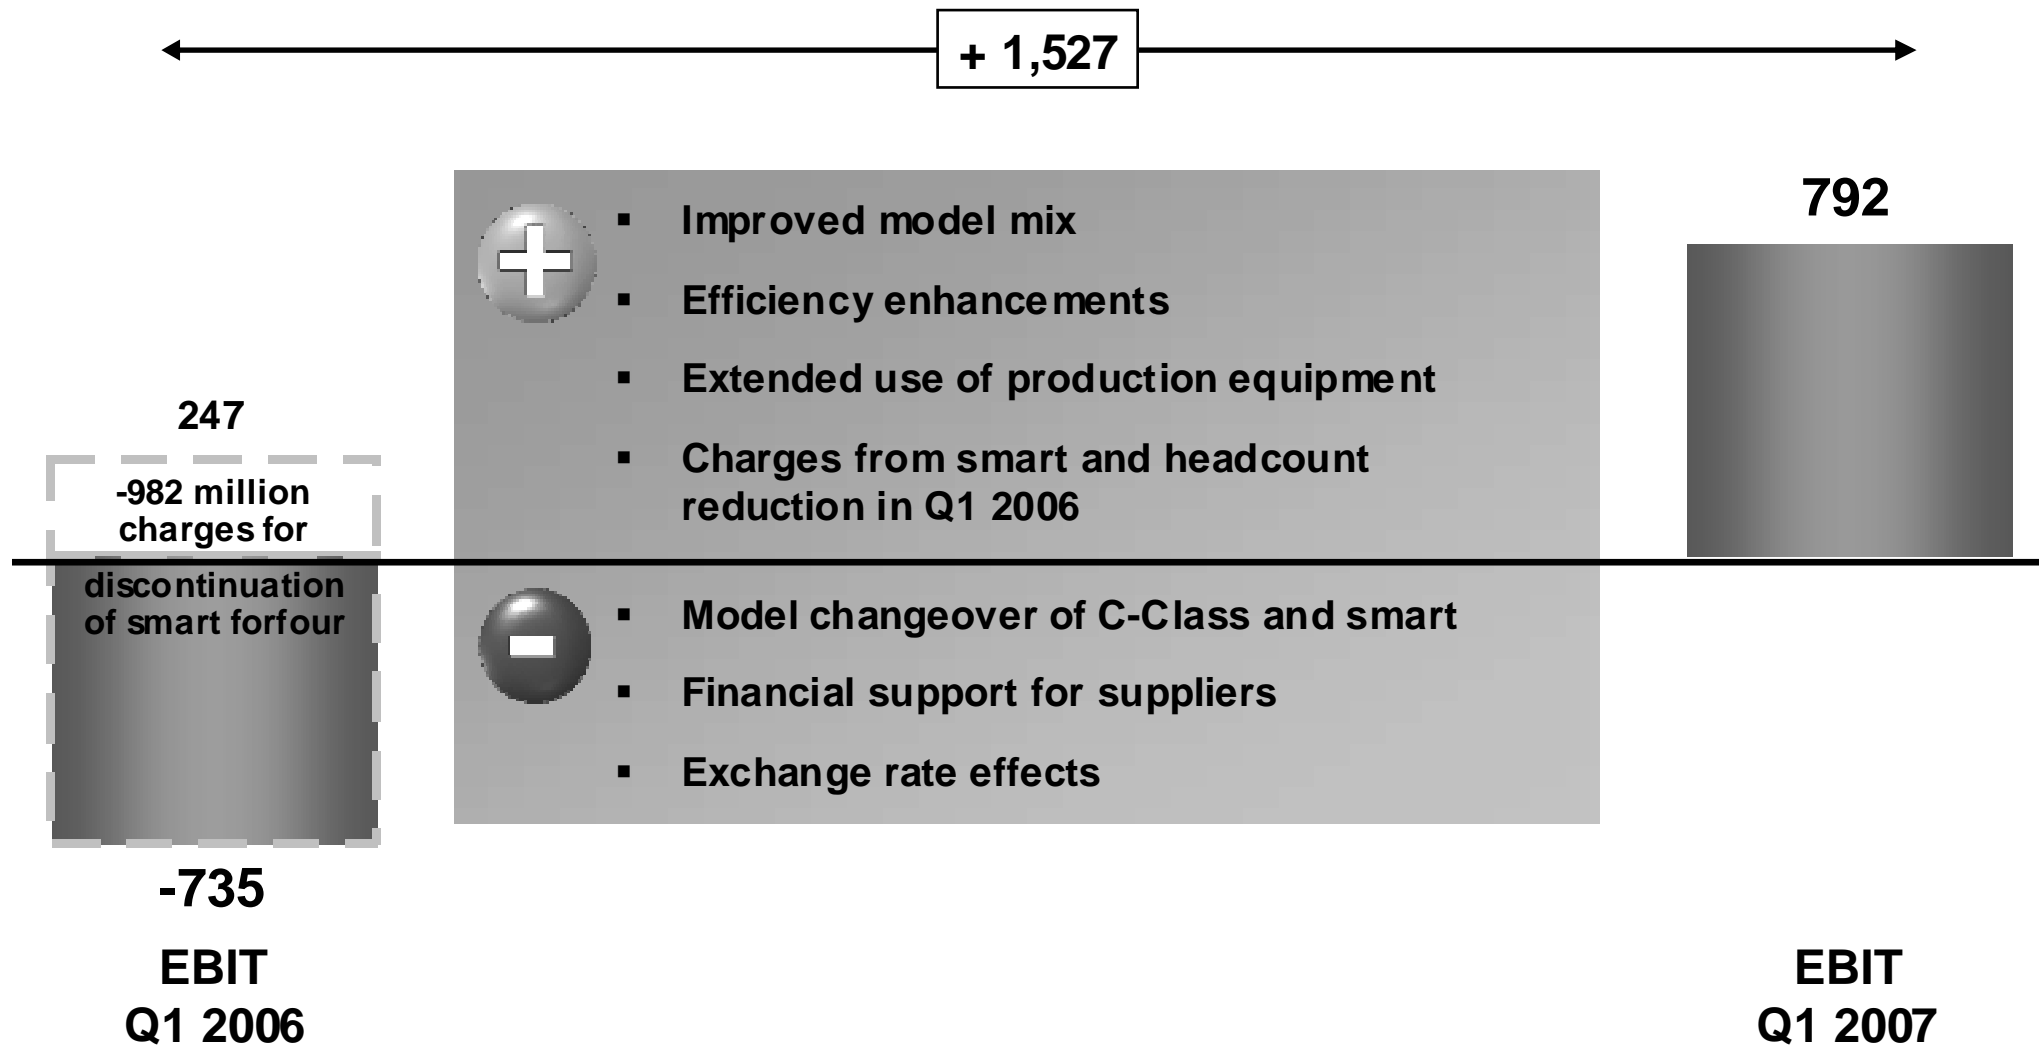 + 1,527
792
▪ Improved model mix
▪ Efficiency enhancements
▪ Extended use of production equipment
▪ Charges from smart and headcount
reduction in Q1 2006
247
-982 million
charges for
discontinuation
of smart forfour
▪ Model changeover of C-Class and smart
▪ Financial support for suppliers
▪ Exchange rate effects
-735
EBIT
Q1 2006
EBIT
Q1 2007